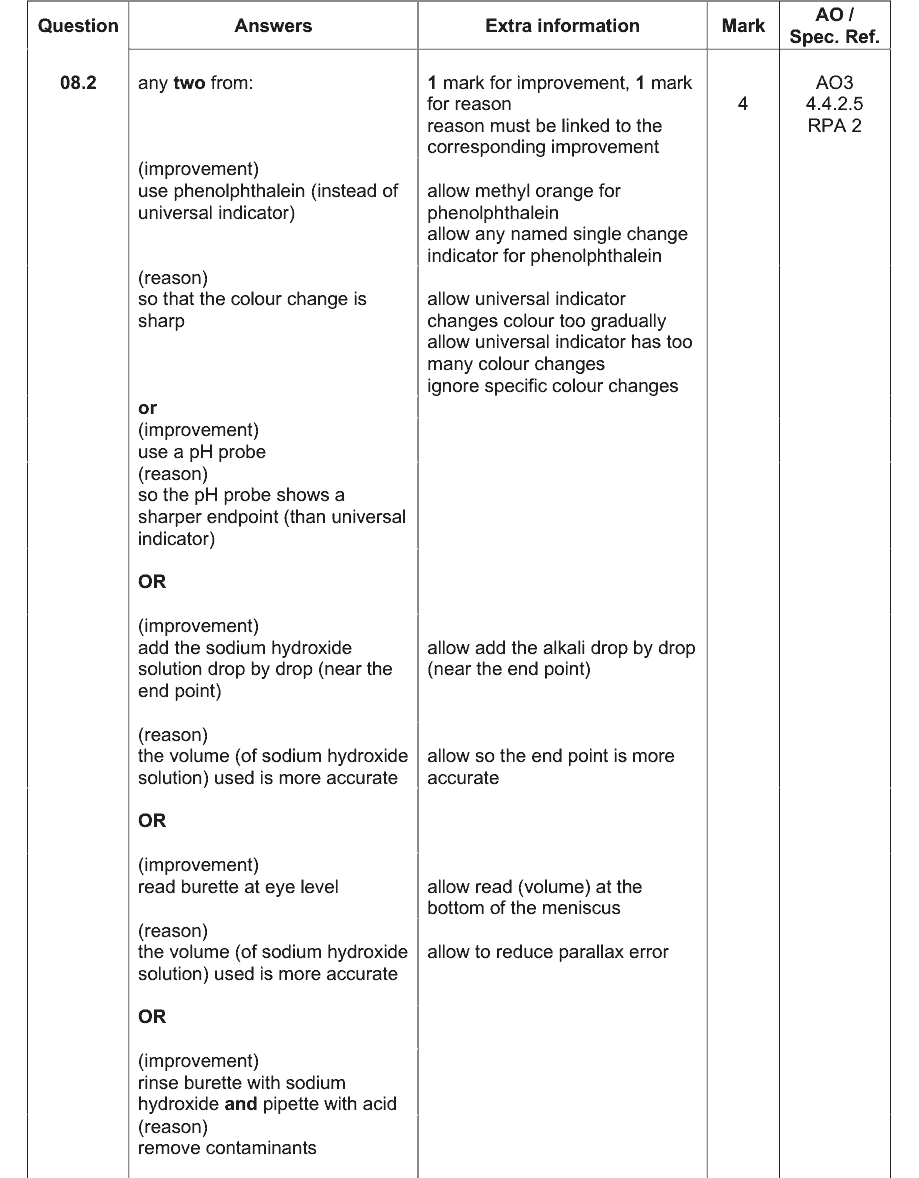 Question Answers Extra information Mark AO /
Spec. Ref.
08.2 any two from: 1 mark for improvement, 1 mark AO3
for reason 4 4.4.2.5
reason must be linked to the RPA 2
corresponding improvement
(improvement)
use phenolphthalein (instead of allow methyl orange for
universal indicator) phenolphthalein
allow any named single change
indicator for phenolphthalein
(reason)
so that the colour change is allow universal indicator
sharp changes colour too gradually
allow universal indicator has too
many colour changes
ignore specific colour changes
or
(improvement)
use a pH probe
(reason)
so the pH probe shows a
sharper endpoint (than universal
indicator)
OR
(improvement)
add the sodium hydroxide allow add the alkali drop by drop
solution drop by drop (near the (near the end point)
end point)
(reason)
the volume (of sodium hydroxide allow so the end point is more
solution) used is more accurate accurate
OR
(improvement)
read burette at eye level allow read (volume) at the
bottom of the meniscus
(reason)
the volume (of sodium hydroxide allow to reduce parallax error
solution) used is more accurate
OR
(improvement)
rinse burette with sodium
hydroxide and pipette with acid
(reason)
remove contaminants